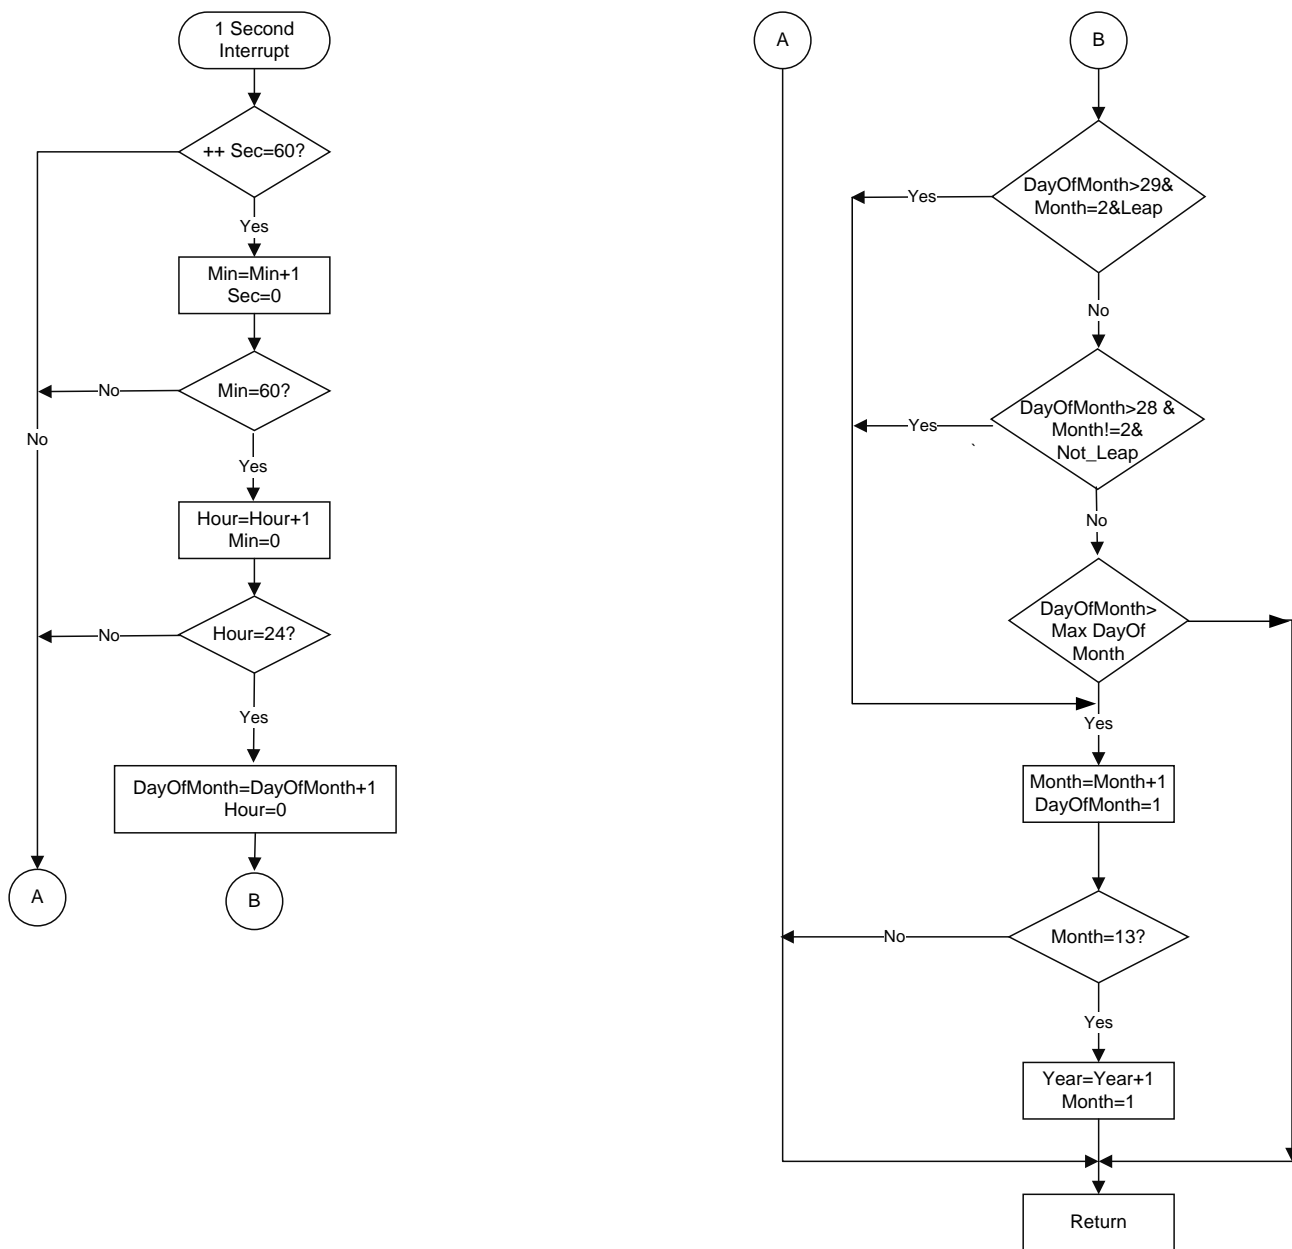 1 Second
Interrupt
++ Sec=60?
Yes
Min=Min+1
Sec=0
Min=60?
No
No
Yes
Hour=Hour+1
Min=0
Hour=24?
No
Yes
DayOfMonth=DayOfMonth+1
Hour=0
A
B
A
B
DayOfMonth>29&
Month=2&Leap
Yes
No
DayOfMonth>28 &
Month!=2&
Not_Leap
Yes
`
No
DayOfMonth>
Max DayOf
Month
Yes
Month=Month+1
DayOfMonth=1
Month=13?
No
Yes
Year=Year+1
Month=1
Return